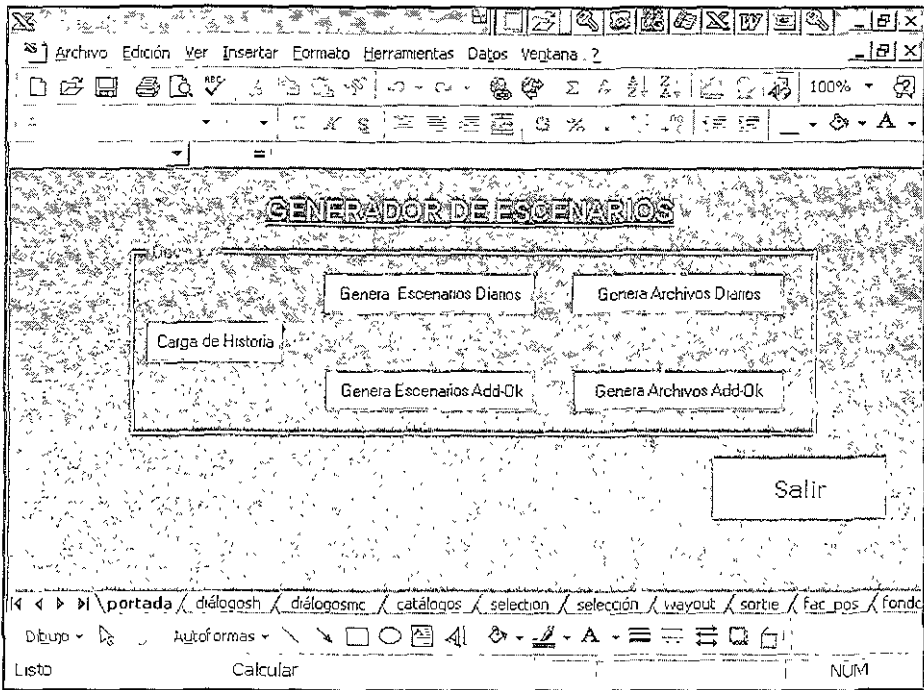 Archivo Edición Ver Insertar Formato Herramientas Datos Ventana ?
ABC
100%
=
GENERADOR DE ESCENARIOS
Genera Escenarios Diarios
Genera Archivos Diarios
Carga de Historia
Genera Escenarios Add-Ok
Genera Archivos Add-Ok
Salir
portada diálogosh diálogosmc catálogos selection selección wayout sortie fac_pos fondo
Dibujo Autoformas
Listo Calcular NUM